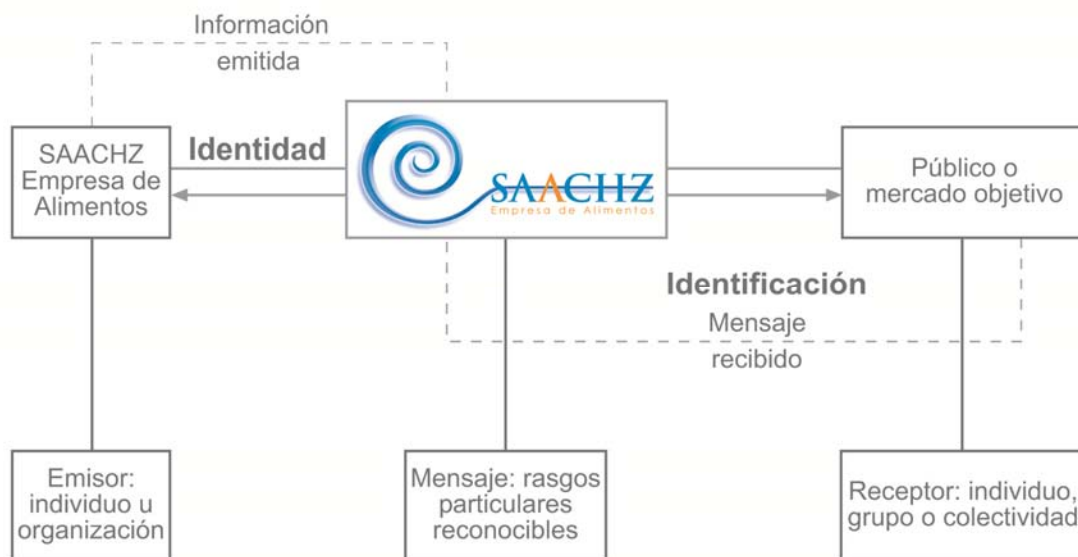 Información
emitida
SAACHZ
Empresa de
Alimentos
Identidad
SAACHZ
Empresa de Alimentos
Público o
mercado objetivo
Identificación
Mensaje
recibido
Emisor:
individuo u
organización
Mensaje: rasgos
particulares
reconocibles
Receptor: individuo,
grupo o colectividad